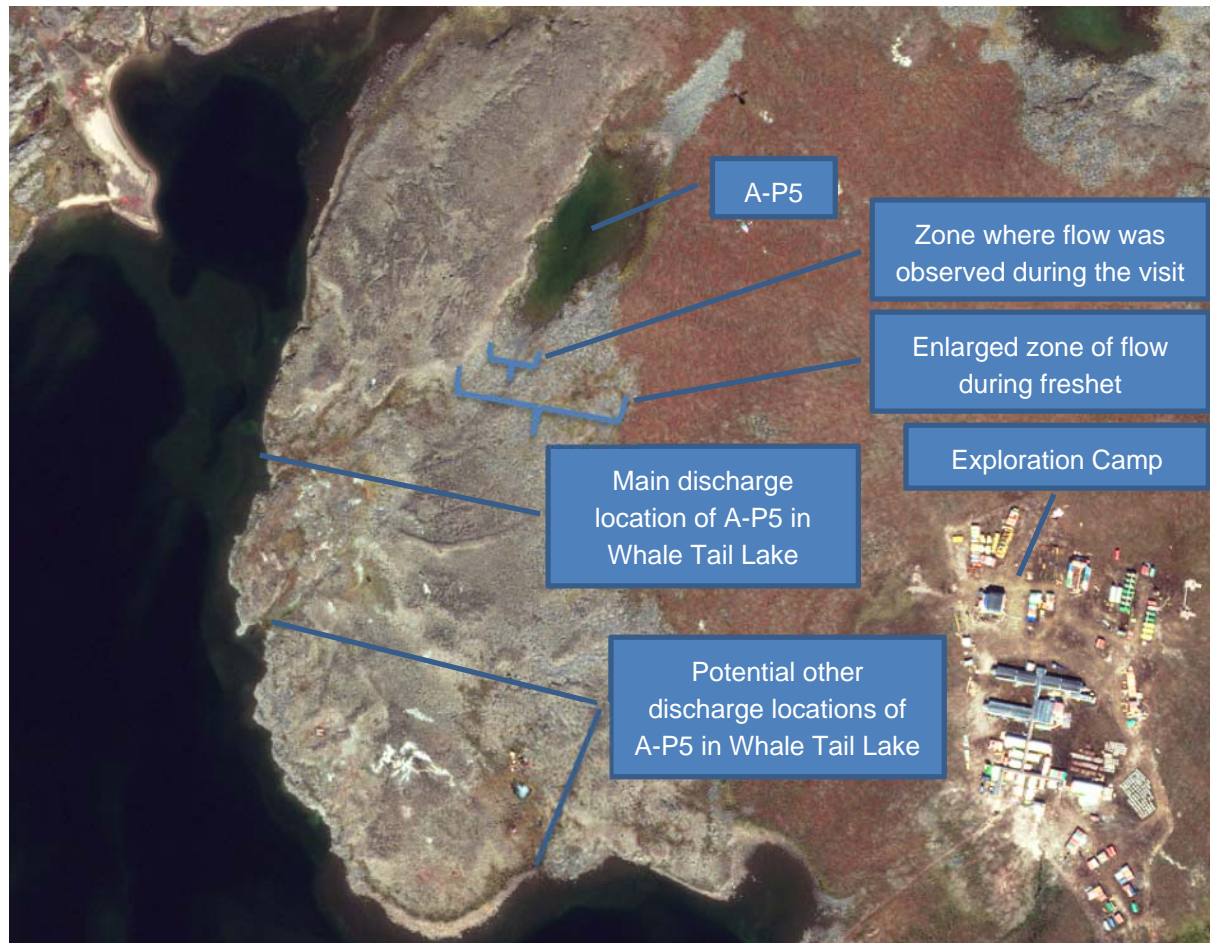 A-P5
Zone where flow was
observed during the visit
Enlarged zone of flow
during freshet
Exploration Camp
Main discharge
location of A-P5 in
Whale Tail Lake
Potential other
discharge locations of
A-P5 in Whale Tail Lake